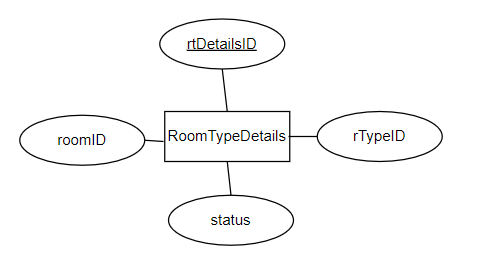 rtDetailsID
roomID
RoomTypeDetails
rTypeID
status